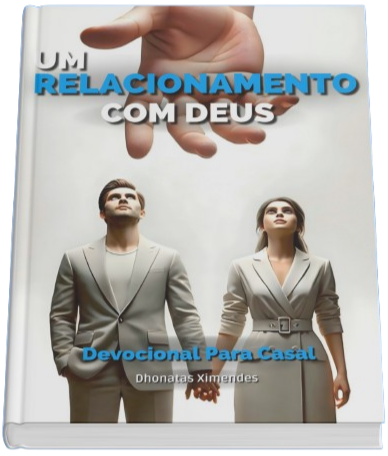 UM
RELACIONAMENTO
COM DEUS
Devocional Para Casal
Dhonatas Ximendes